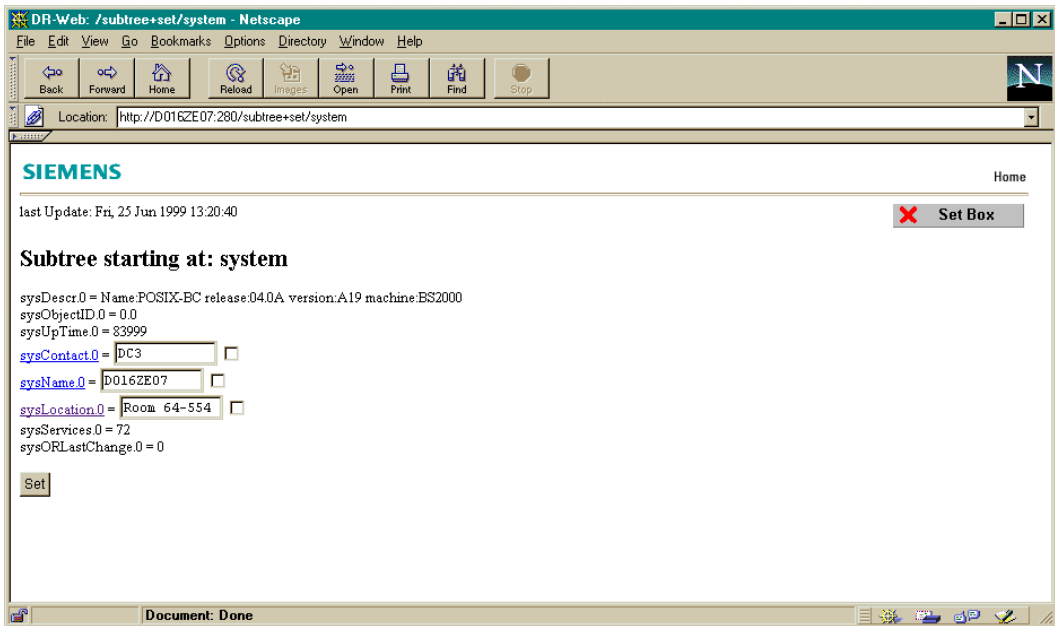 DR-Web: /subtree+set/system - Netscape
File Edit View Go Bookmarks Options Directory Window Help
Back Forward Home Reload Images Open Print Find Stop
N
Location: http://D016ZE07:280/subtree+set/system
SIEMENS
Home
last Update: Fri, 25 Jun 1999 13:20:40
Set Box
Subtree starting at: system
sysDescr.0 = Name:POSIX-BC release:04.0A version:A19 machine:BS2000
sysObjectID.0 = 0.0
sysUpTime.0 = 83999
sysContact.0 = DC3
sysName.0 = D016ZE07
sysLocation.0 = Room 64-554
sysServices.0 = 72
sysORLastChange.0 = 0
Set
Document: Done